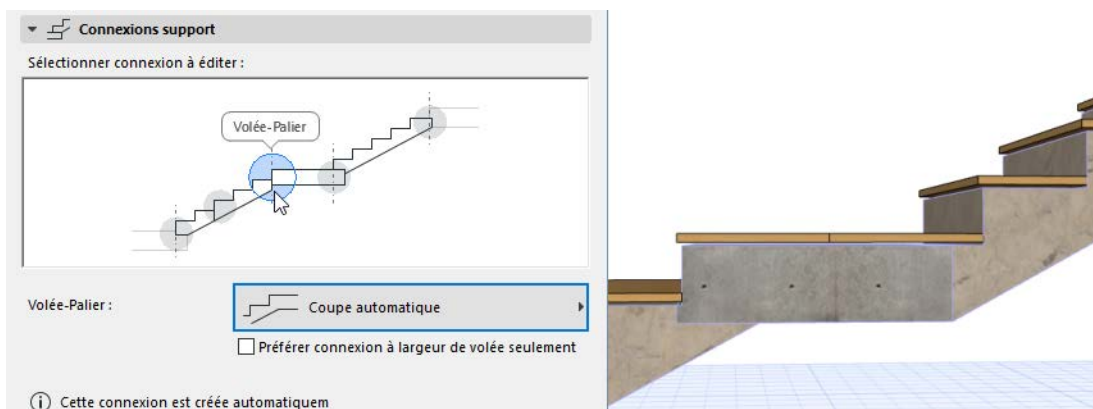 Connexions support
Sélectionner connexion à éditer :
Volée-Palier
Volée-Palier :
Coupe automatique
Préférer connexion à largeur de volée seulement
Cette connexion est créée automatiquem